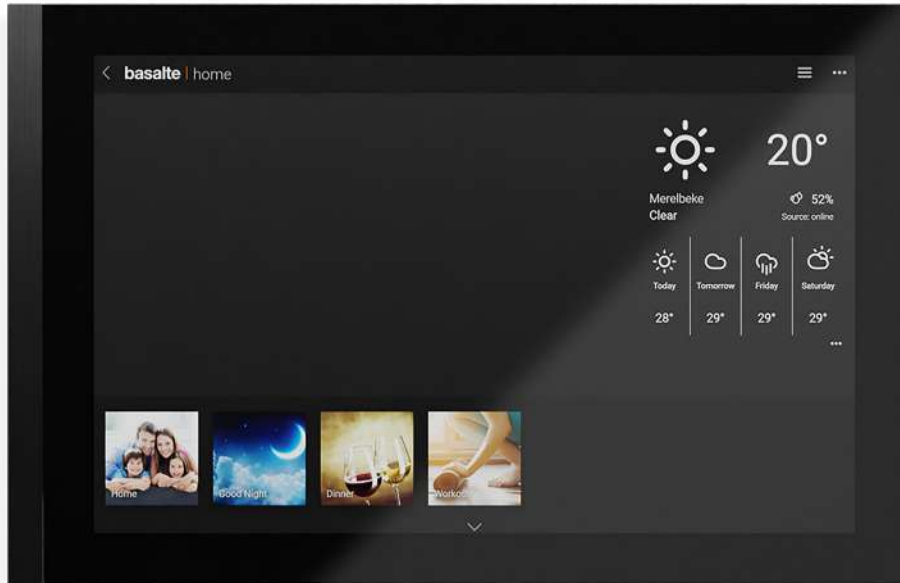 basalte | home
20°
Merelbeke
52%
Clear
Source: online
Today
Tomorrow
Friday
Saturday
28°
29°
29°
29°
Home
Good Night
Dinner
Workout